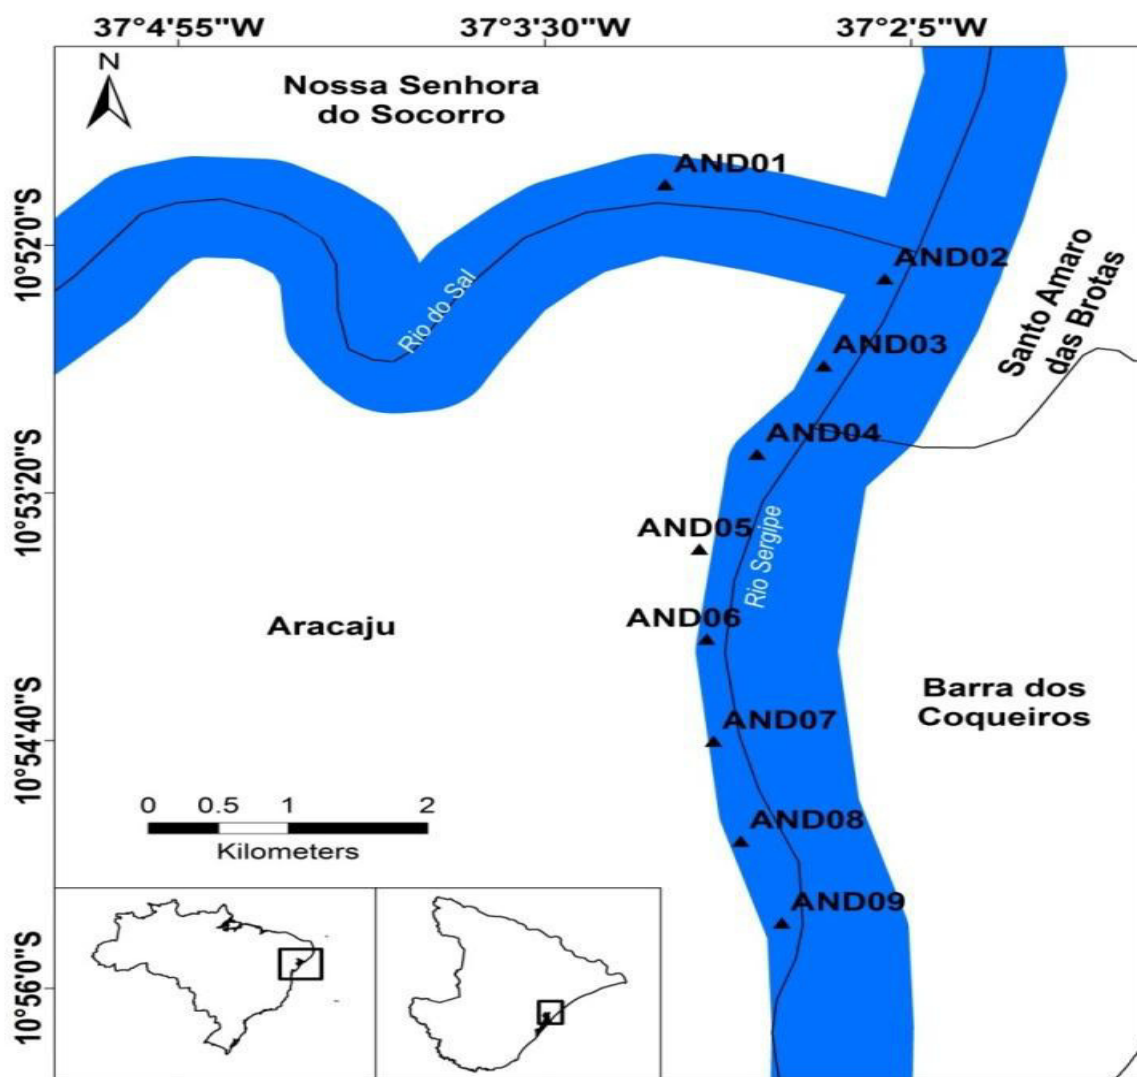 37°4'55"W
37°3'30"W
37°2'5"W
N
Nossa Senhora
do Socorro
AND01
10°52'0"S
AND02
Santo Amaro
das Brotas
Rio do Sal
AND03
AND04
10°53'20"S
AND05
Rio Sergipe
AND06
Aracaju
Barra dos
Coqueiros
AND07
10°54'40"S
0 0.5 1 2
Kilometers
AND08
AND09
10°56'0"S